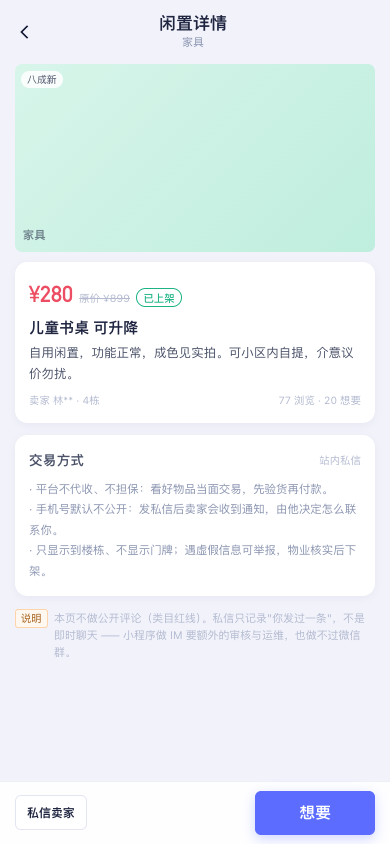 闲置详情
家具
八成新
家具
¥280 原价 ¥899 已上架
儿童书桌 可升降
自用闲置，功能正常，成色见实拍。可小区内自提，介意议
价勿扰。
卖家 林** · 4栋 77 浏览 · 20 想要
交易方式 站内私信
· 平台不代收、不担保：看好物品当面交易，先验货再付款。
· 手机号默认不公开：发私信后卖家会收到通知，由他决定怎么联
系你。
· 只显示到楼栋、不显示门牌；遇虚假信息可举报，物业核实后下
架。
说明 本页不做公开评论（类目红线）。私信只记录"你发过一条"，不是
即时聊天 —— 小程序做 IM 要额外的审核与运维，也做不过微信
群。
私信卖家 想要